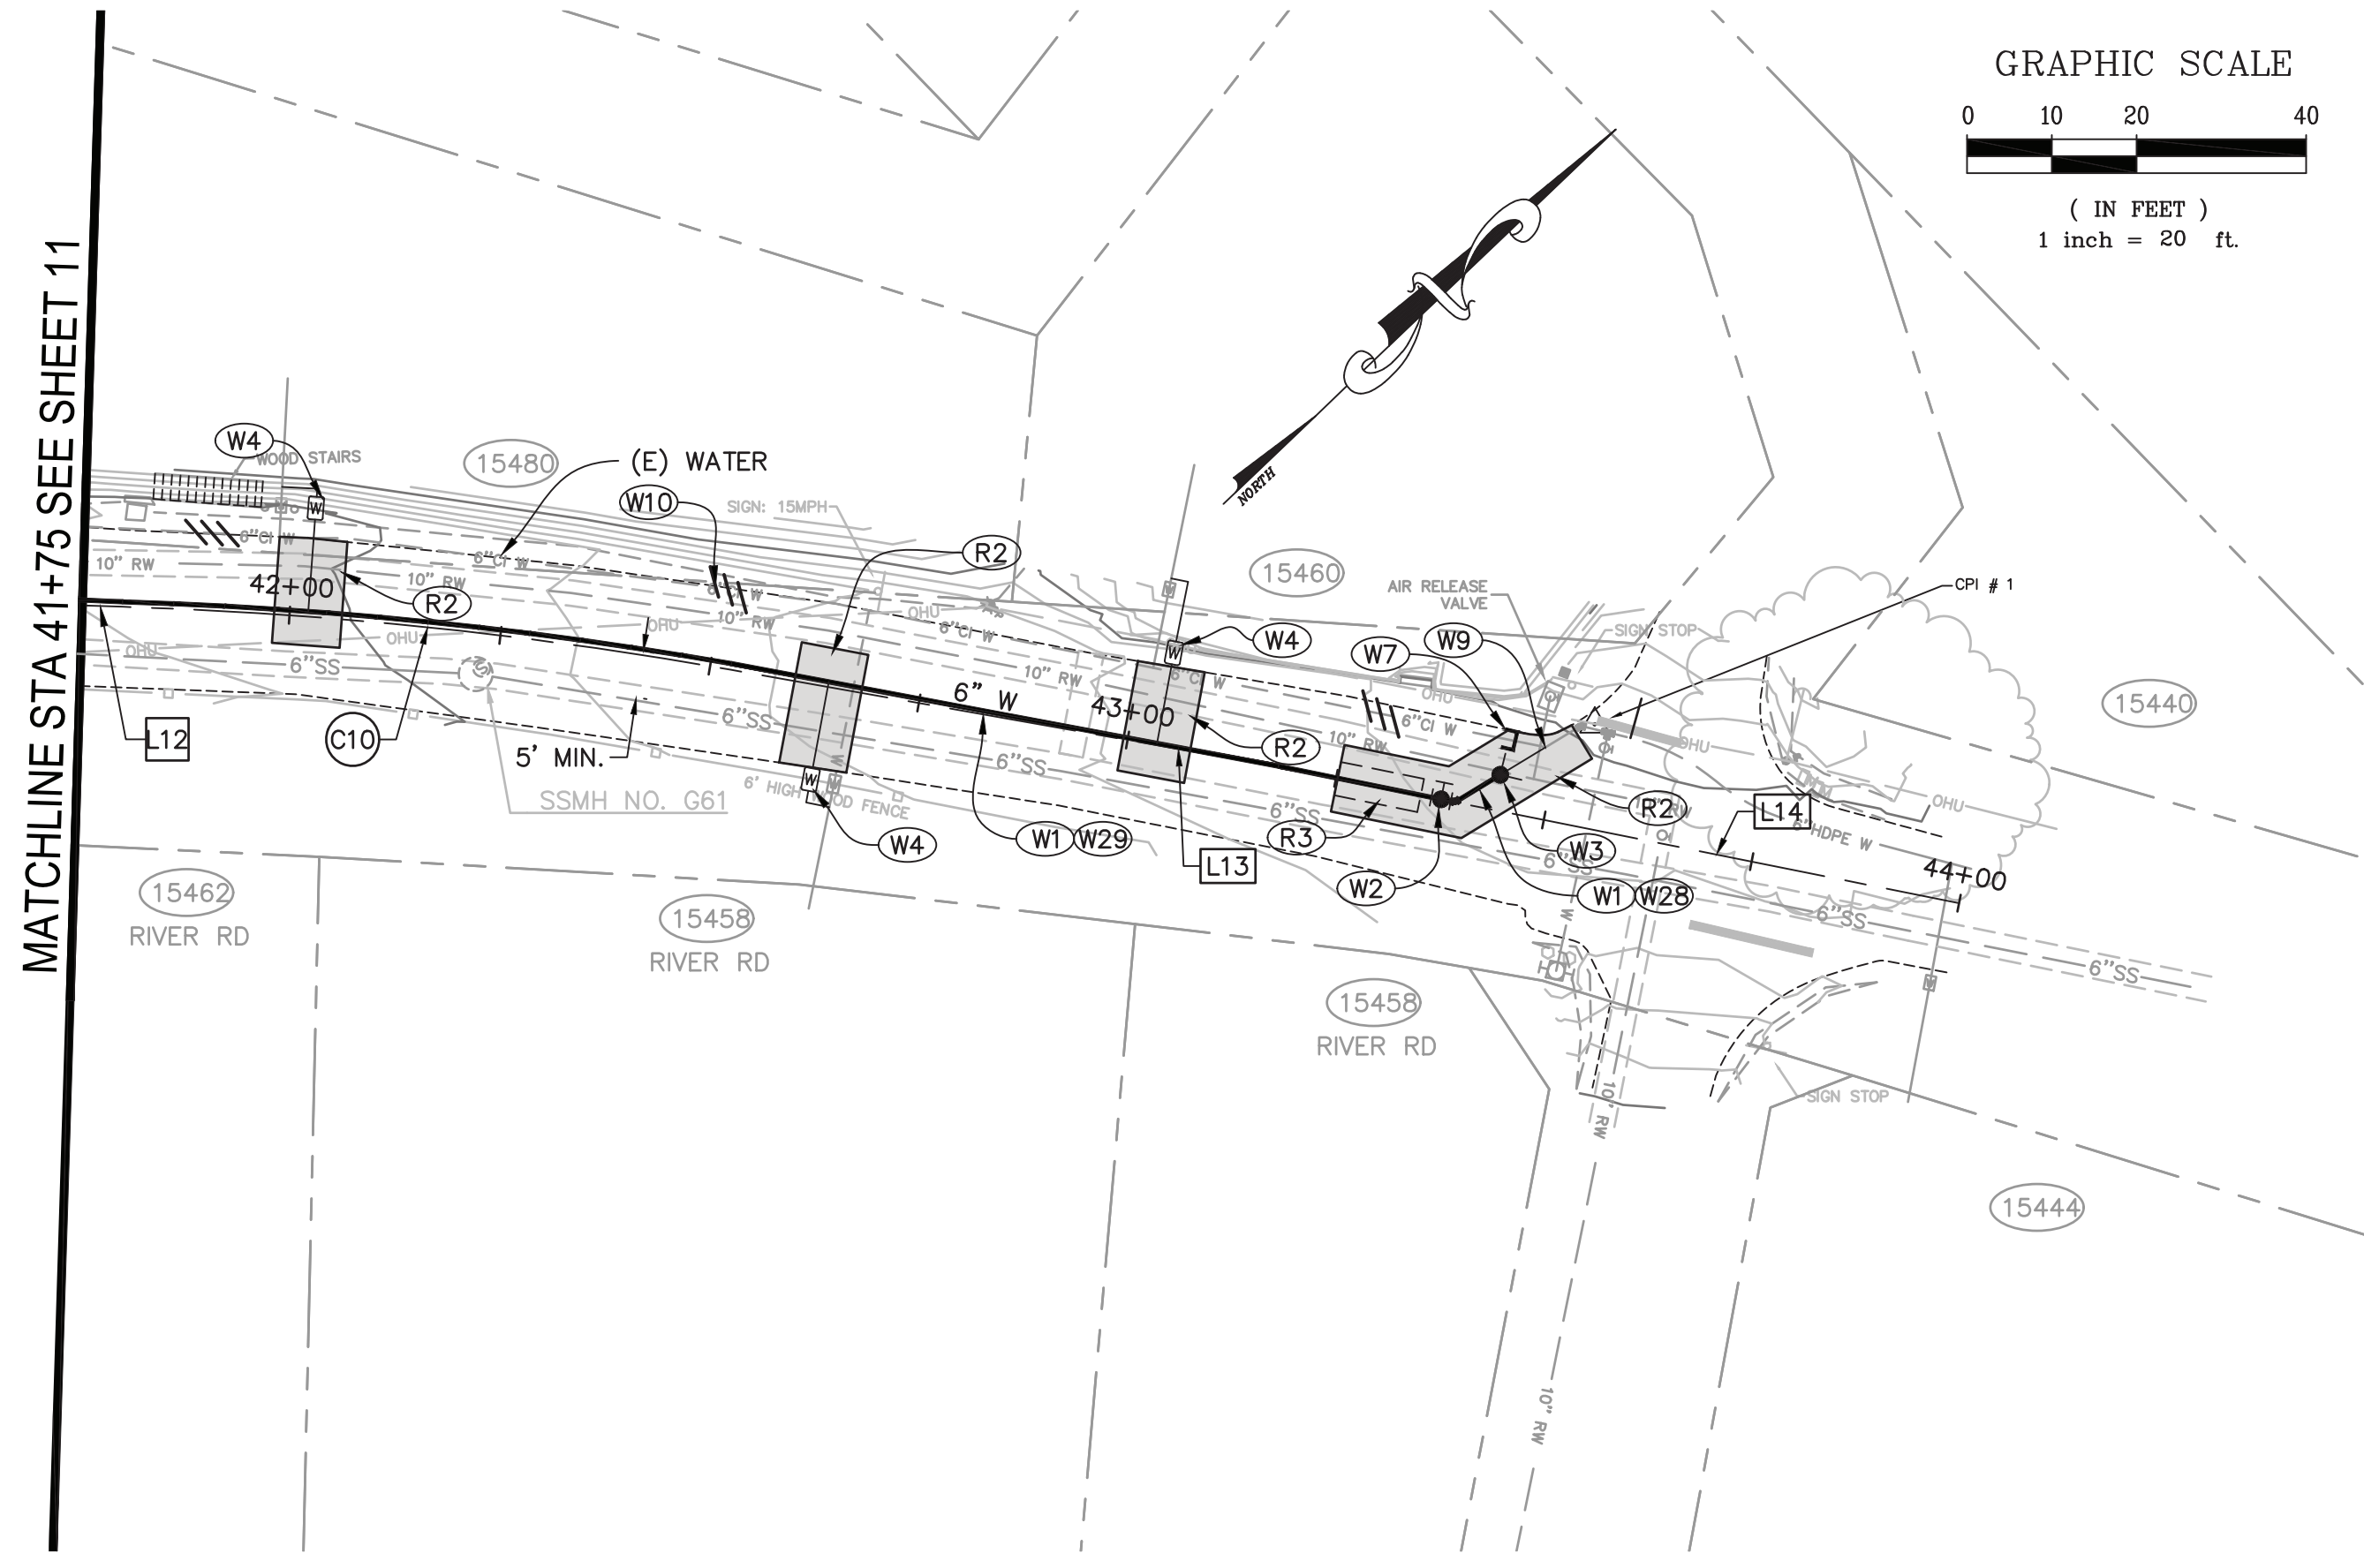 GRAPHIC SCALE
0 10 20 40
( IN FEET )
1 inch = 20 ft.
MATCHLINE STA 41+75 SEE SHEET 11
NORTH
W4
WOOD STAIRS
15480
(E) WATER
W10
SIGN: 15MPH
R2
15460
AIR RELEASE
VALVE
CPI # 1
W4
W7
W9
SIGN STOP
15440
6"CI W
6"CI W
6"CI W
6"CI W
6"CI W
10" RW
10" RW
10" RW
10" RW
10" RW
42+00
R2
OHU
OHU
OHU
OHU
OHU
OHU
OHU
6"SS
L12
C10
5' MIN.
6"SS
6" W
43+00
R2
6"SS
SSMH NO. G61
6' HIGH WOOD FENCE
W
W
W
W4
W1 W29
L13
R3
6"SS
R2
L14
6"HDPE W
W3
6"SS
W2
W1 W28
44+00
6"SS
6"SS
W
15462
RIVER RD
15458
RIVER RD
15458
RIVER RD
10" RW
SIGN STOP
15444
10" RW